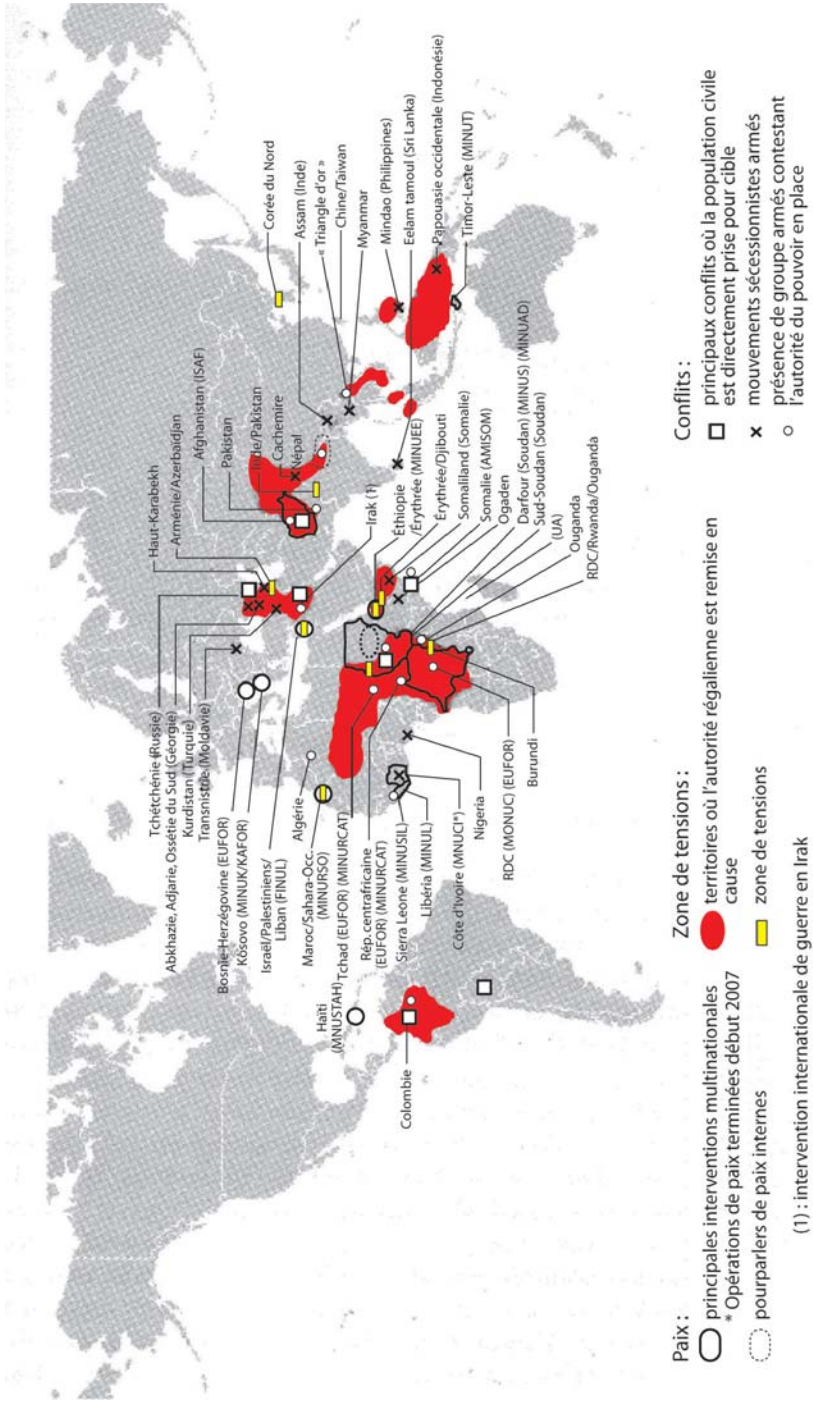 Tchétchénie (Russie)
Abkhazie, Adjarie, Ossétie du Sud (Géorgie)
Kurdistan (Turquie)
Transnistrie (Moldavie)
Bosnie-Herzégovine (EUFOR)
Kosovo (MINUK/KAFOR)
Israël/Palestiniens/
Liban (FINUL)
Algérie
Maroc/Sahara-Occ.
(MINURSO)
Tchad (EUFOR) (MINURCAT)
Rép. centrafricaine
(EUFOR) (MINURCAT)
Sierra Leone (MINUSIL)
Libéria (MINUL)
Côte d'Ivoire (MNUCI*)
Nigeria
RDC (MONUC) (EUFOR)
Burundi
Haïti
(MNUSTAH)
Colombie
Haut-Karabekh
Arménie/Azerbaidjan
Afghanistan (ISAF)
Pakistan
Inde/Pakistan
Cachemire
Népal
Irak (1)
Éthiopie
/Érythrée (MINUEE)
Érythrée/Djibouti
Somaliland (Somalie)
Somalie (AMISOM)
Ogaden
Darfour (Soudan) (MINUS) (MINUAD)
Sud-Soudan (Soudan)
(UA)
Ouganda
RDC/Rwanda/Ouganda
Corée du Nord
Assam (Inde)
« Triangle d'or »
Chine/Taiwan
Myanmar
Mindao (Philippines)
Eelam tamoul (Sri Lanka)
Papouasie occidentale (Indonésie)
Timor-Leste (MINUT)
Paix :
principales interventions multinationales
* Opérations de paix terminées début 2007
pourparlers de paix internes
Zone de tensions :
territoires où l'autorité régalienne est remise en
cause
zone de tensions
Conflits :
principaux conflits où la population civile
est directement prise pour cible
mouvements sécessionnistes armés
présence de groupe armés contestant
l'autorité du pouvoir en place
(1) : intervention internationale de guerre en Irak